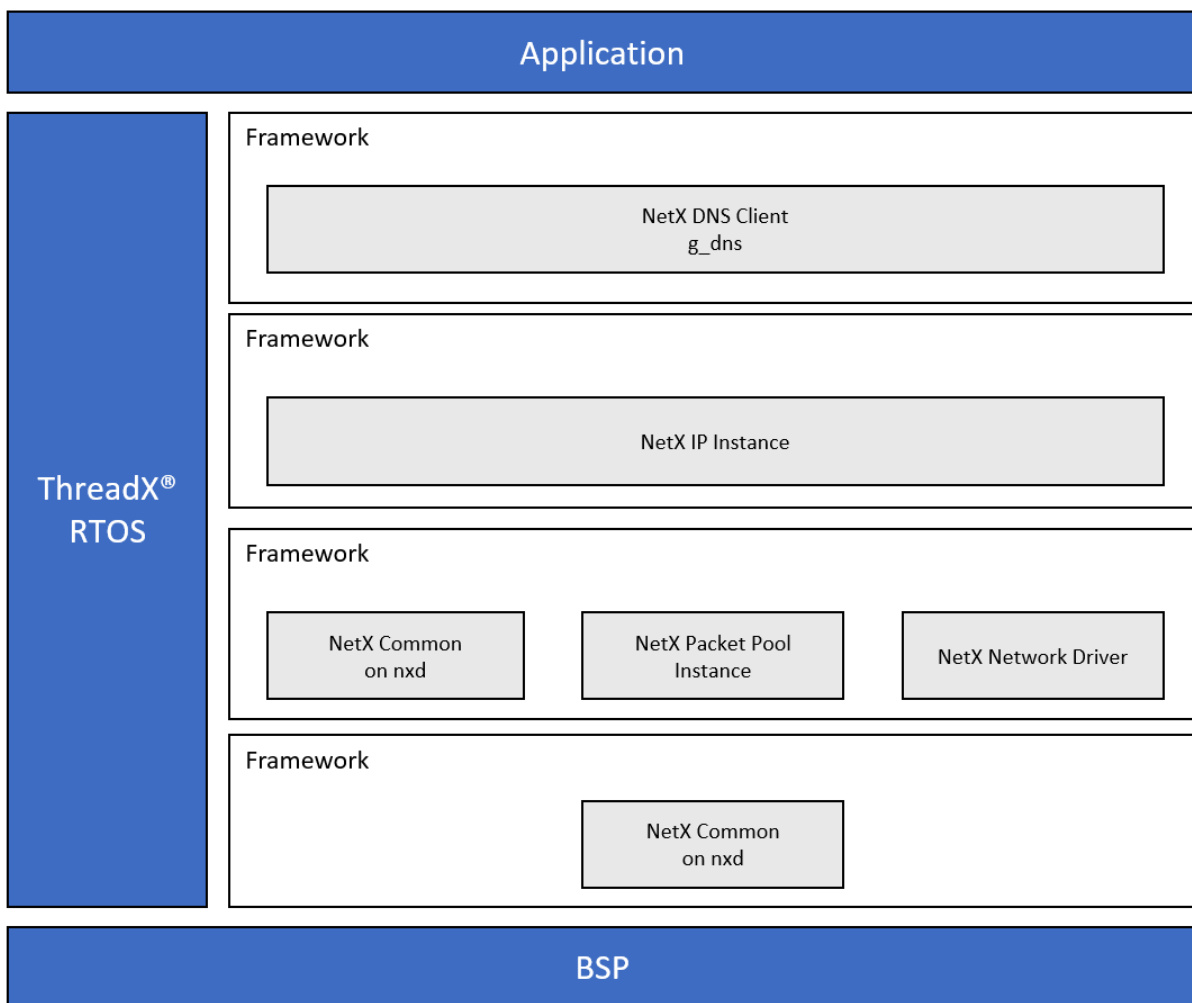 Application
ThreadX®
RTOS
Framework
NetX DNS Client
g_dns
Framework
NetX IP Instance
Framework
NetX Common
on nxd
NetX Packet Pool
Instance
NetX Network Driver
Framework
NetX Common
on nxd
BSP